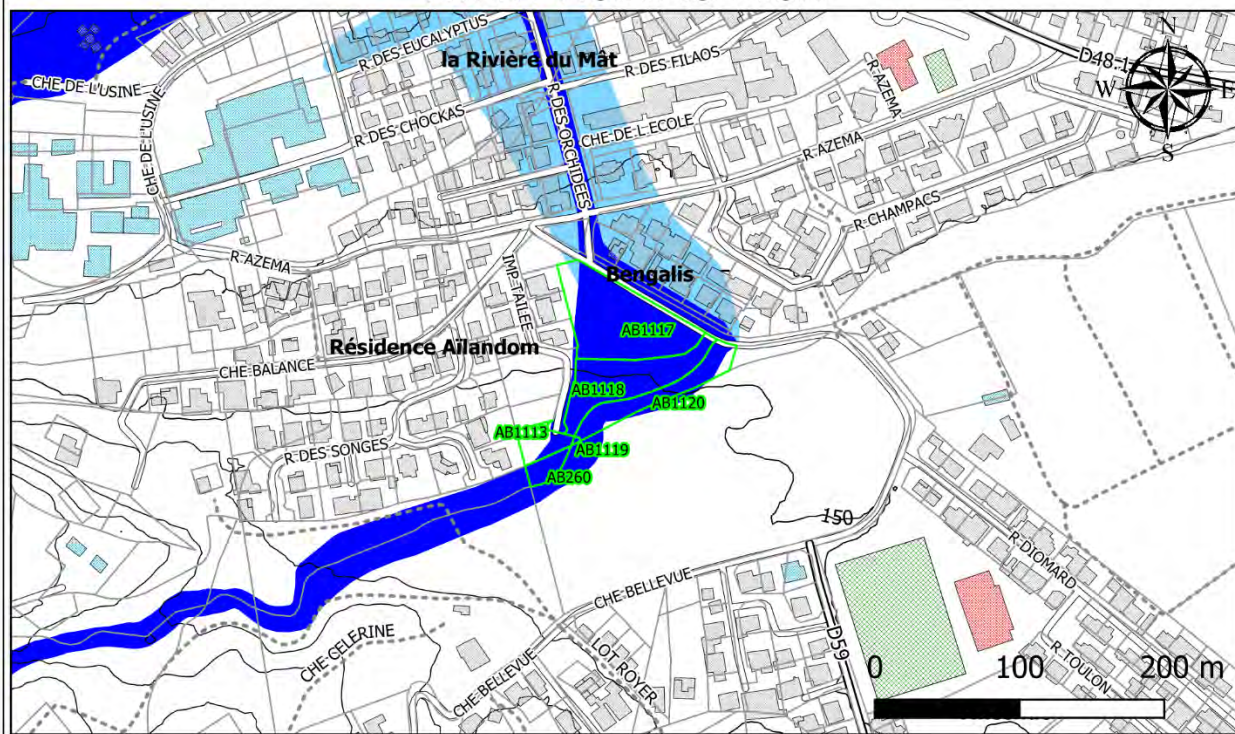 R DES EUCALYPTUS
la Rivière du Mât
N
D48-1
CHE DE L'USINE
R DES FILAOS
R AZEMA
W
E
R DES CHOCKAS
R DES ORCHIDEES
CHE DE L'ECOLE
CHE DE L'USINE
R AZEMA
S
R CHAMPACS
R AZEMA
IMP TAILEE
Bengalis
AB1117
Résidence Aïlandom
CHE BALANCE
AB1118
AB1120
AB1113
R DES SONGES
AB1119
AB260
150
R DIOMARD
CHE BELLEVUE
CHE CELERINE
D59
LOT ROYER
CHE BELLEVUE
R TOULON
0 100 200 m